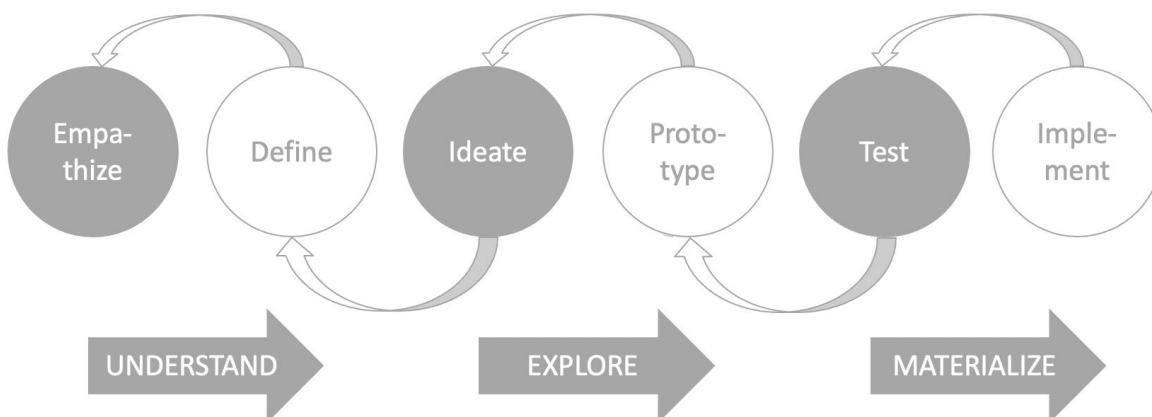 Empa-
thize
Define
Ideate
Proto-
type
Test
Imple-
ment
UNDERSTAND
EXPLORE
MATERIALIZE